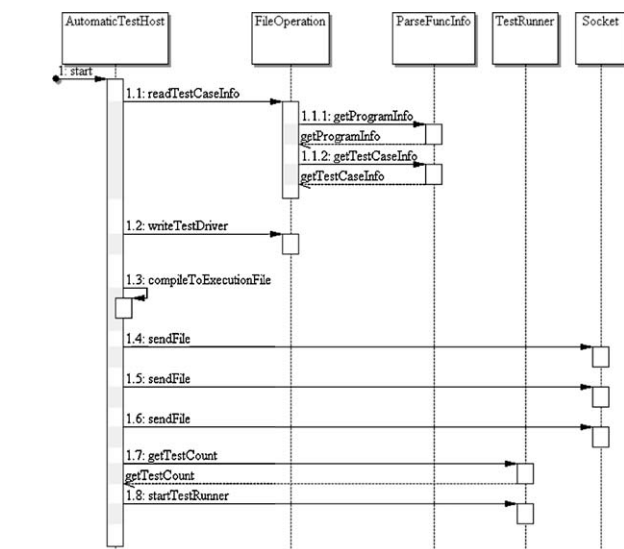 AutomaticTestHost
FileOperation
ParseFuncInfo
TestRunner
Socket
1: start
1.1: readTestCaseInfo
1.1.1: getProgramInfo
getProgramInfo
1.1.2: getTestCaseInfo
getTestCaseInfo
1.2: writeTestDriver
1.3: compileToExecutionFile
1.4: sendFile
1.5: sendFile
1.6: sendFile
1.7: getTestCount
getTestCount
1.8: startTestRunner